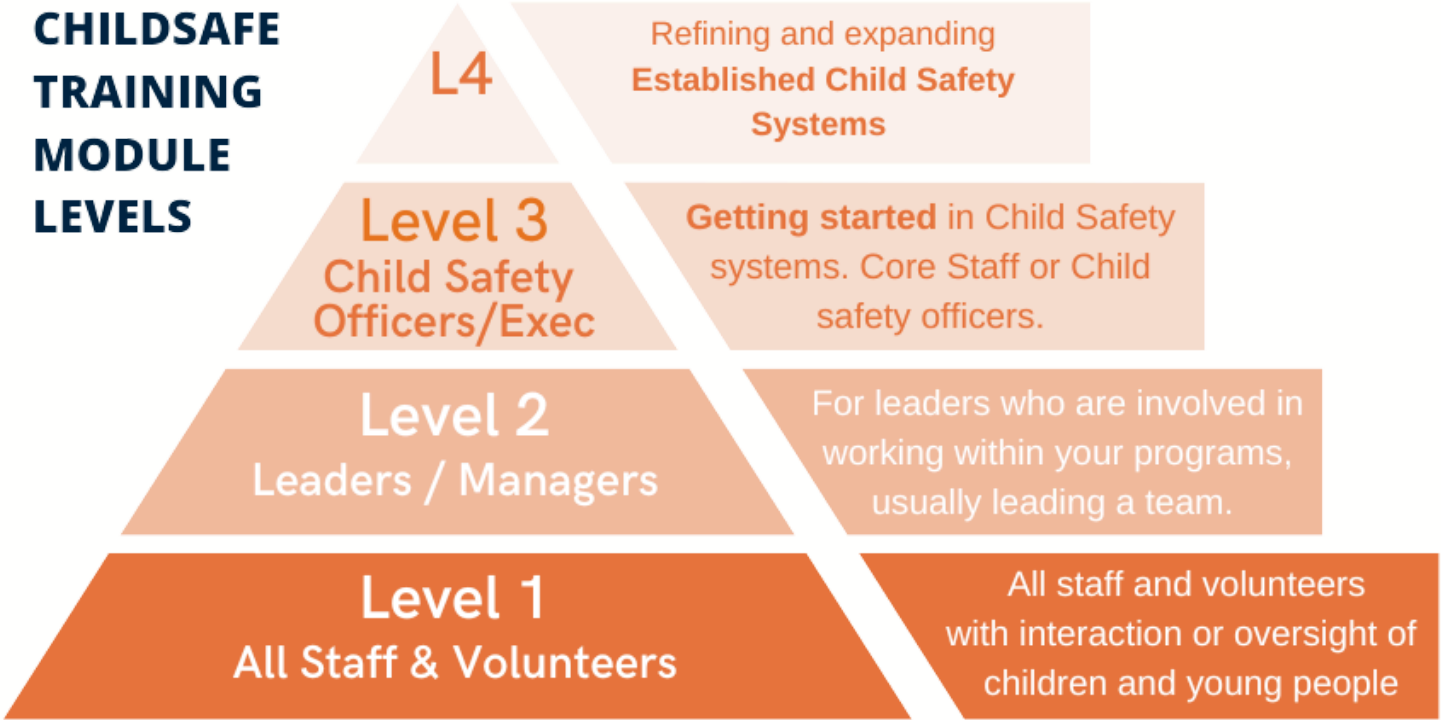 CHILDSAFE
TRAINING
MODULE
LEVELS
L4
Refining and expanding
Established Child Safety
Systems
Level 3
Child Safety
Officers/Exec
Getting started in Child Safety
systems. Core Staff or Child
safety officers.
Level 2
Leaders / Managers
For leaders who are involved in
working within your programs,
usually leading a team.
Level 1
All Staff & Volunteers
All staff and volunteers
with interaction or oversight of
children and young people